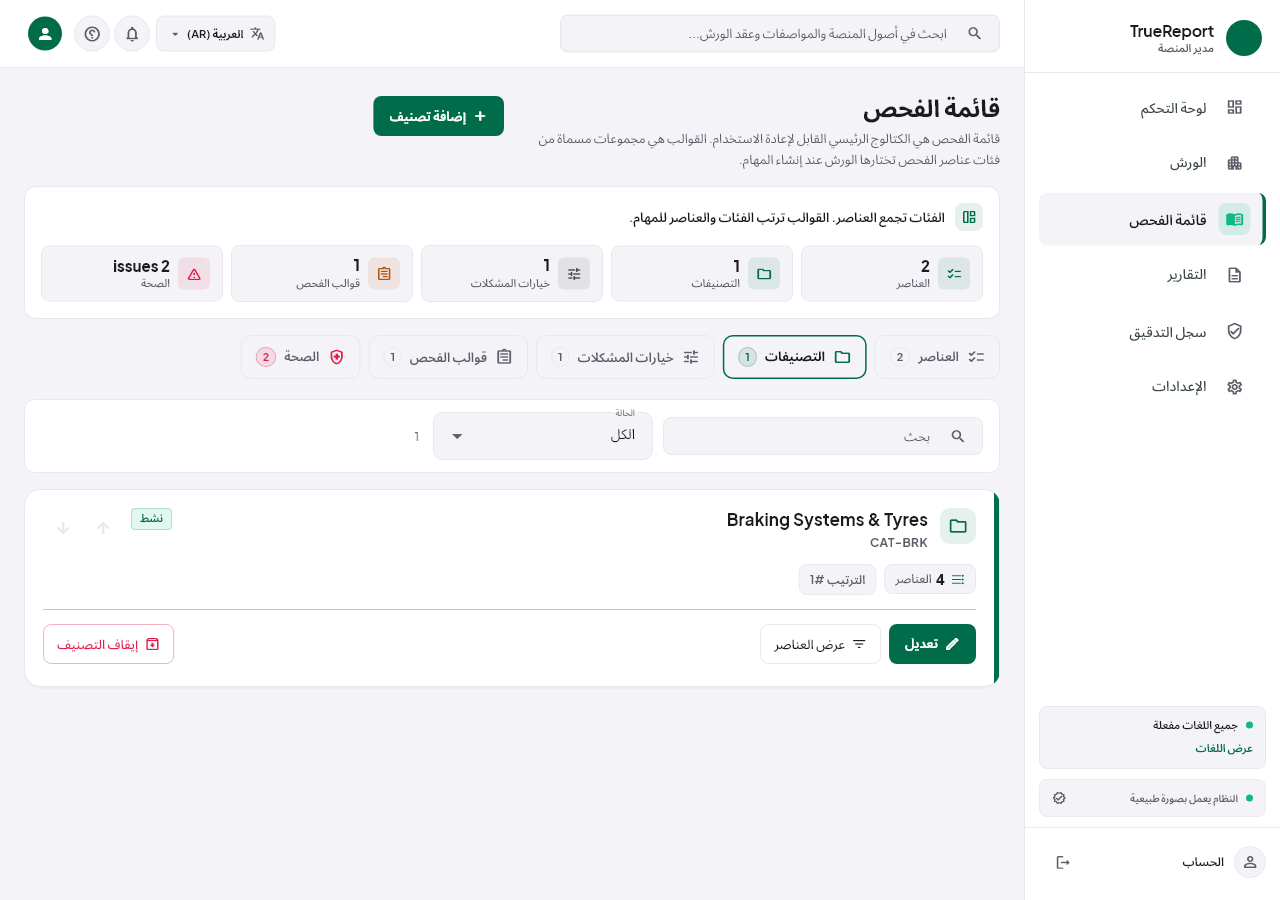 TrueReport
مدير المنصة
لوحة التحكم
الورش
قائمة الفحص
التقارير
سجل التدقيق
الإعدادات
جميع اللغات مفعلة
عرض اللغات
النظام يعمل بصورة طبيعية
الحساب
ابحث في أصول المنصة والمواصفات وعقد الورش...
العربية (AR)
قائمة الفحص
قائمة الفحص هي الكتالوج الرئيسي القابل لإعادة الاستخدام. القوالب هي مجموعات مسماة من
فئات عناصر الفحص تختارها الورش عند إنشاء المهام.
إضافة تصنيف
الفئات تجمع العناصر. القوالب ترتب الفئات والعناصر للمهام.
2
العناصر
1
التصنيفات
1
خيارات المشكلات
1
قوالب الفحص
2 issues
الصحة
العناصر 2
التصنيفات 1
خيارات المشكلات 1
قوالب الفحص 1
الصحة 2
بحث
الحالة
الكل
1
Braking Systems & Tyres
CAT-BRK
نشط
4 العناصر
الترتيب #1
تعديل
عرض العناصر
إيقاف التصنيف